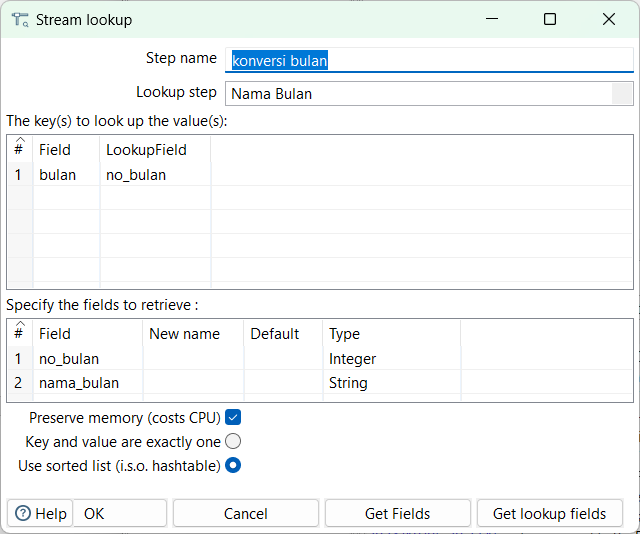 Stream lookup
Step name konversi bulan
Lookup step Nama Bulan
The key(s) to look up the value(s):
# Field LookupField
1 bulan no_bulan
Specify the fields to retrieve :
# Field New name Default Type
1 no_bulan Integer
2 nama_bulan String
Preserve memory (costs CPU)
Key and value are exactly one
Use sorted list (i.s.o. hashtable)
? Help OK Cancel Get Fields Get lookup fields